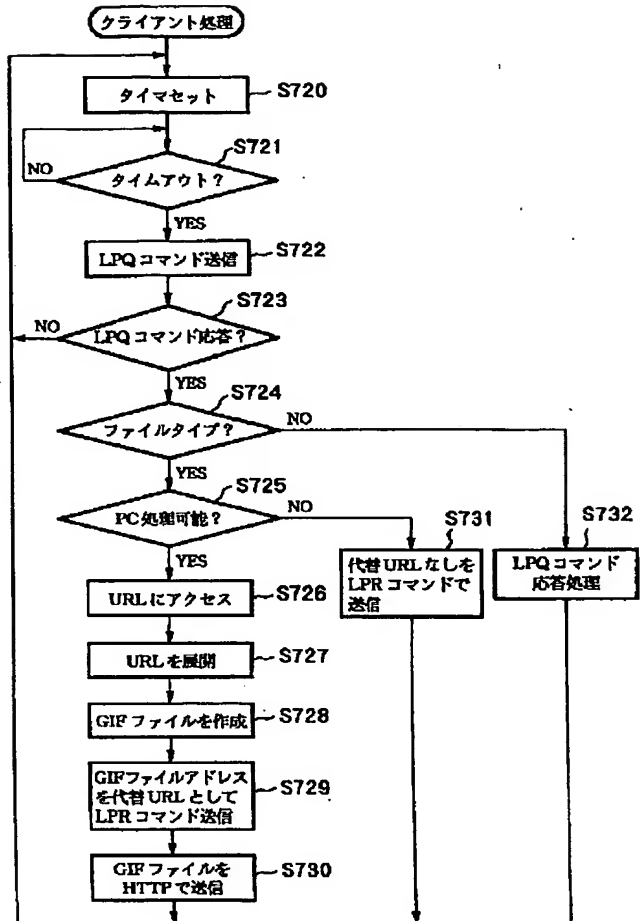 クライアント処理
タイマセット
S720
S721
NO
タイムアウト？
YES
LPQコマンド送信
S722
S723
NO
LPQコマンド応答？
YES
S724
NO
ファイルタイプ？
YES
S725
NO
PC処理可能？
YES
S731
代替URLなしを
LPRコマンドで
送信
S732
LPQコマンド
応答処理
URLにアクセス
S726
URLを展開
S727
GIFファイルを作成
S728
GIFファイルアドレス
を代替URLとして
LPRコマンド送信
S729
GIFファイルを
HTTPで送信
S730